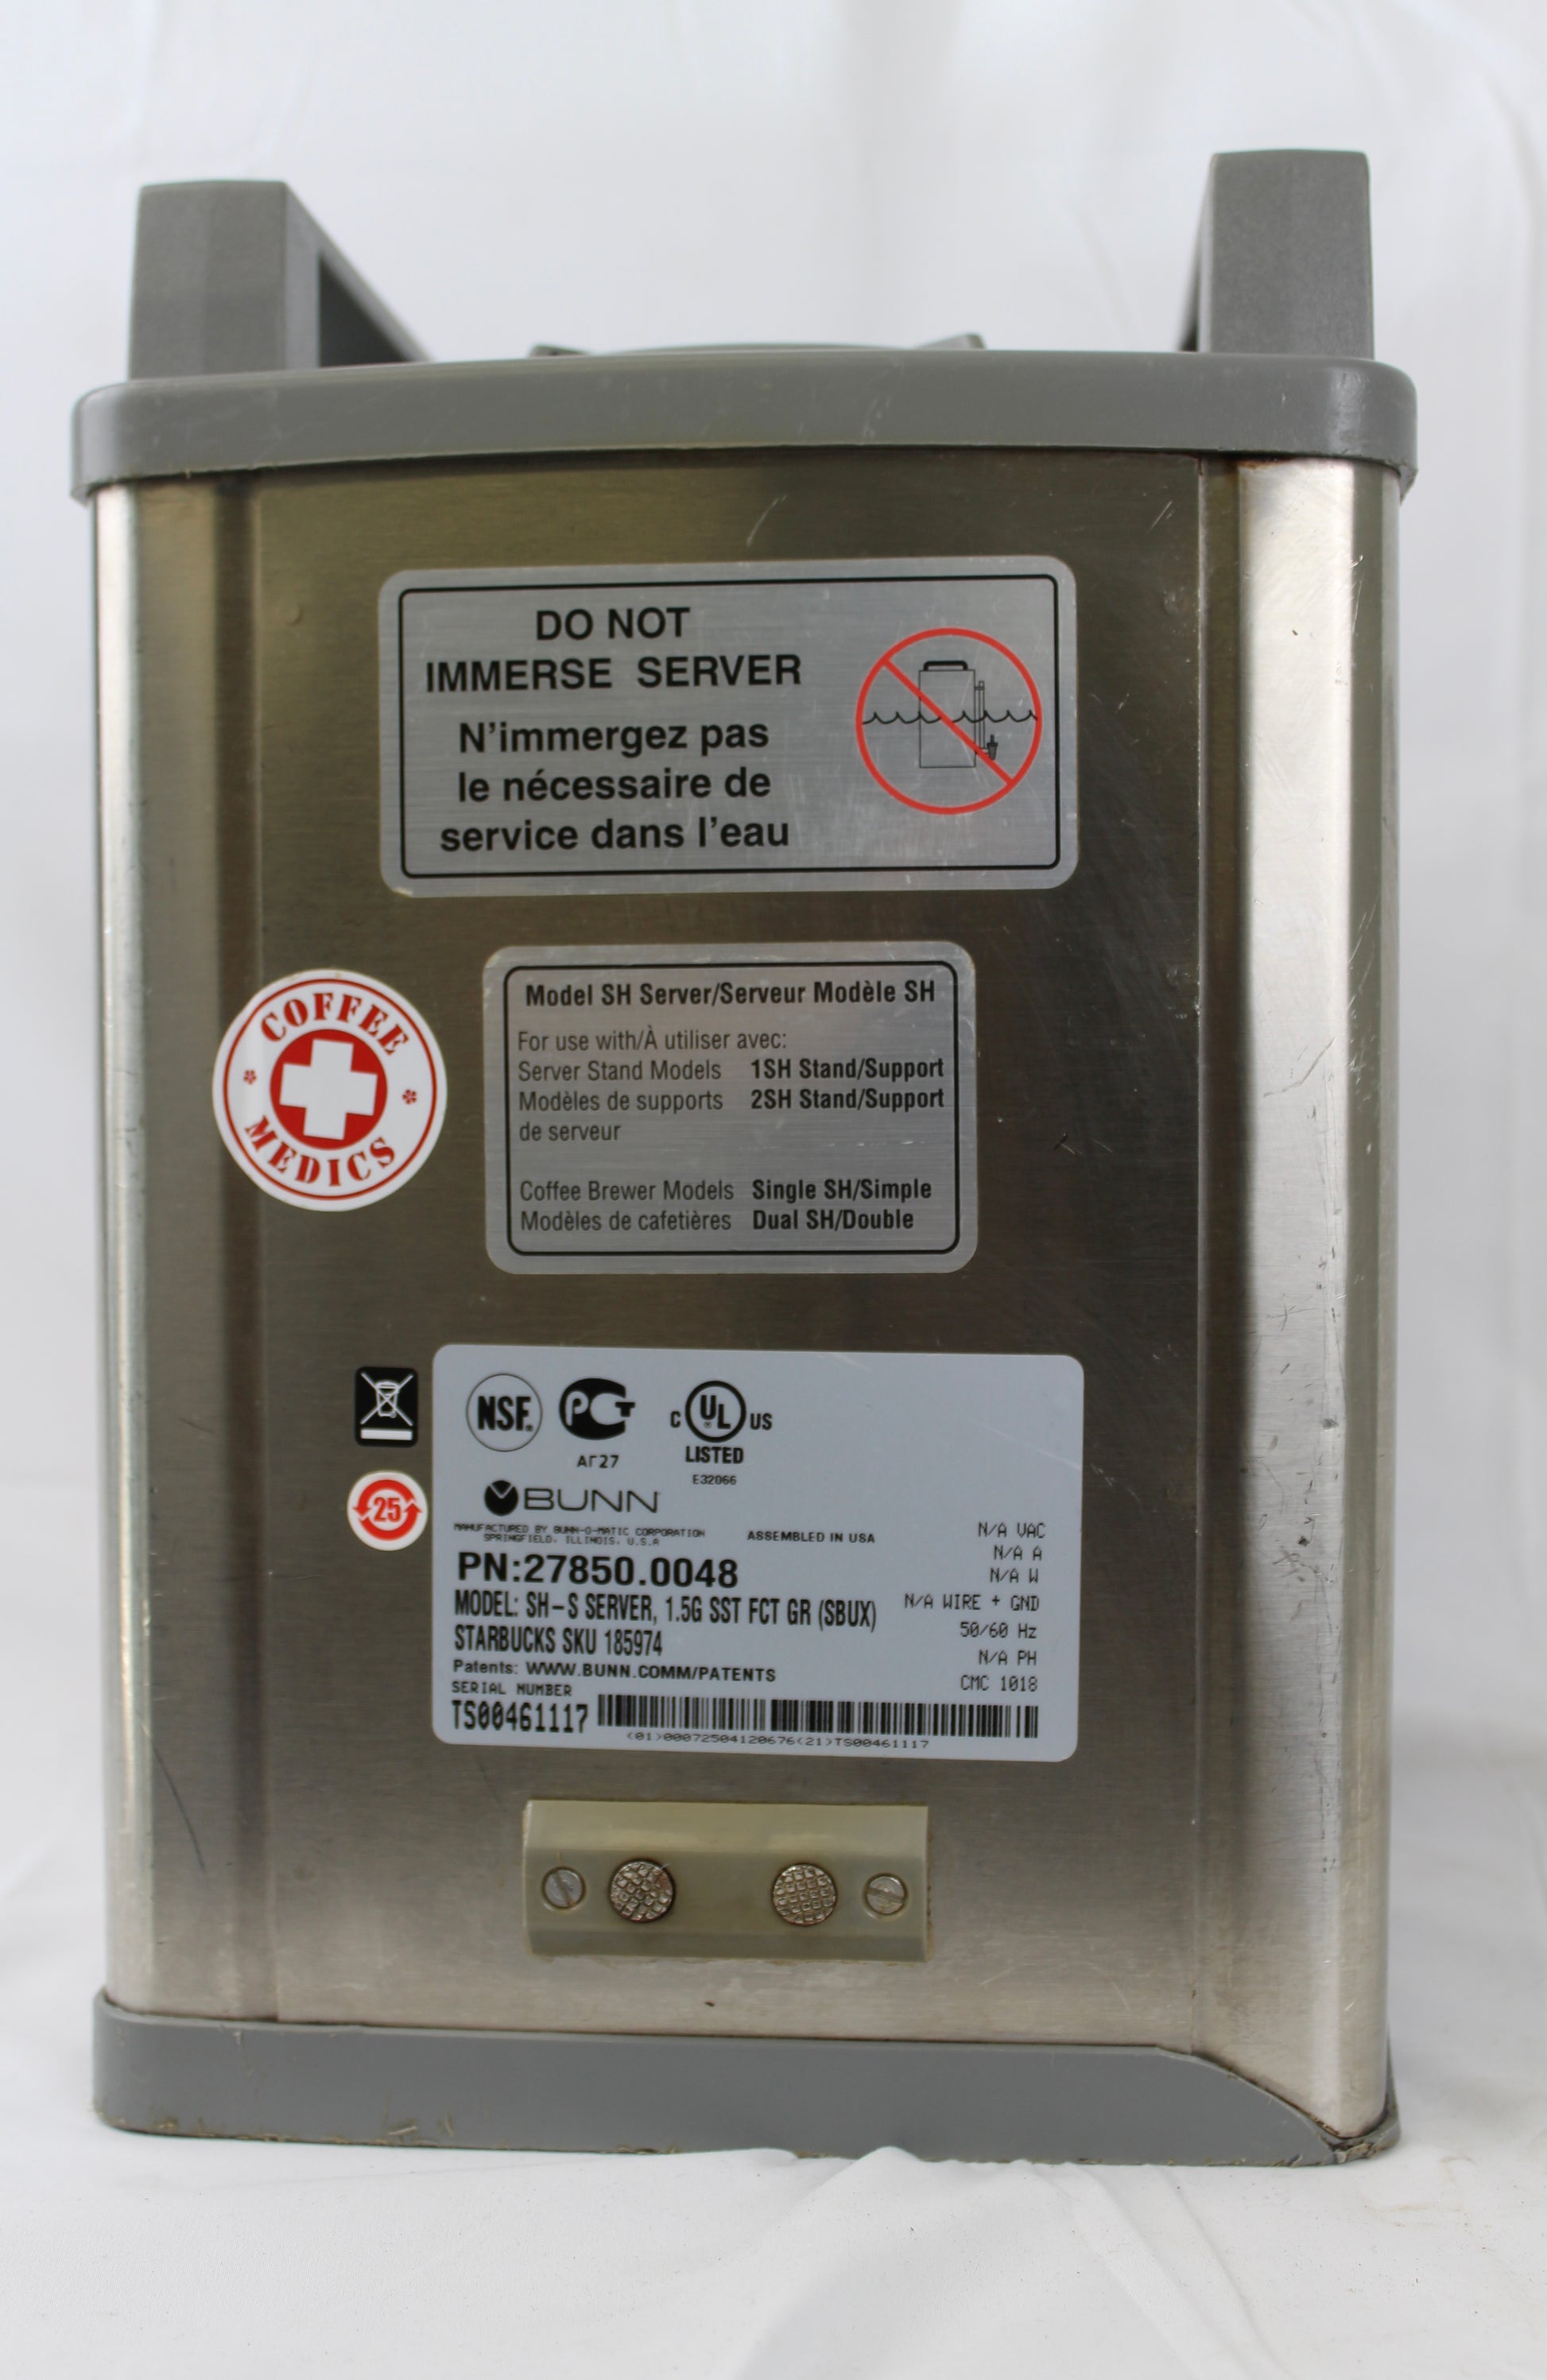 DO NOT
IMMERSE SERVER
N'immergez pas
le nécessaire de
service dans l'eau
COFFEE
MEDICS
Model SH Server/Serveur Modèle SH
For use with/À utiliser avec:
Server Stand Models 1SH Stand/Support
Modèles de supports 2SH Stand/Support
de serveur
Coffee Brewer Models Single SH/Simple
Modèles de cafetières Dual SH/Double
25
NSF.
РСТ
АГ27
C UL US
LISTED
E32066
BUNN
MANUFACTURED BY BUNN-O-MATIC CORPORATION
SPRINGFIELD, ILLINOIS, U.S.A
ASSEMBLED IN USA
PN:27850.0048
MODEL: SH-S SERVER, 1.5G SST FCT GR (SBUX)
STARBUCKS SKU 185974
Patents: WWW.BUNN.COMM/PATENTS
SERIAL NUMBER
TS00461117
(01)00072504120676(21)TS00461117
N/A VAC
N/A A
N/A W
N/A WIRE + GND
50/60 Hz
N/A PH
CMC 1018